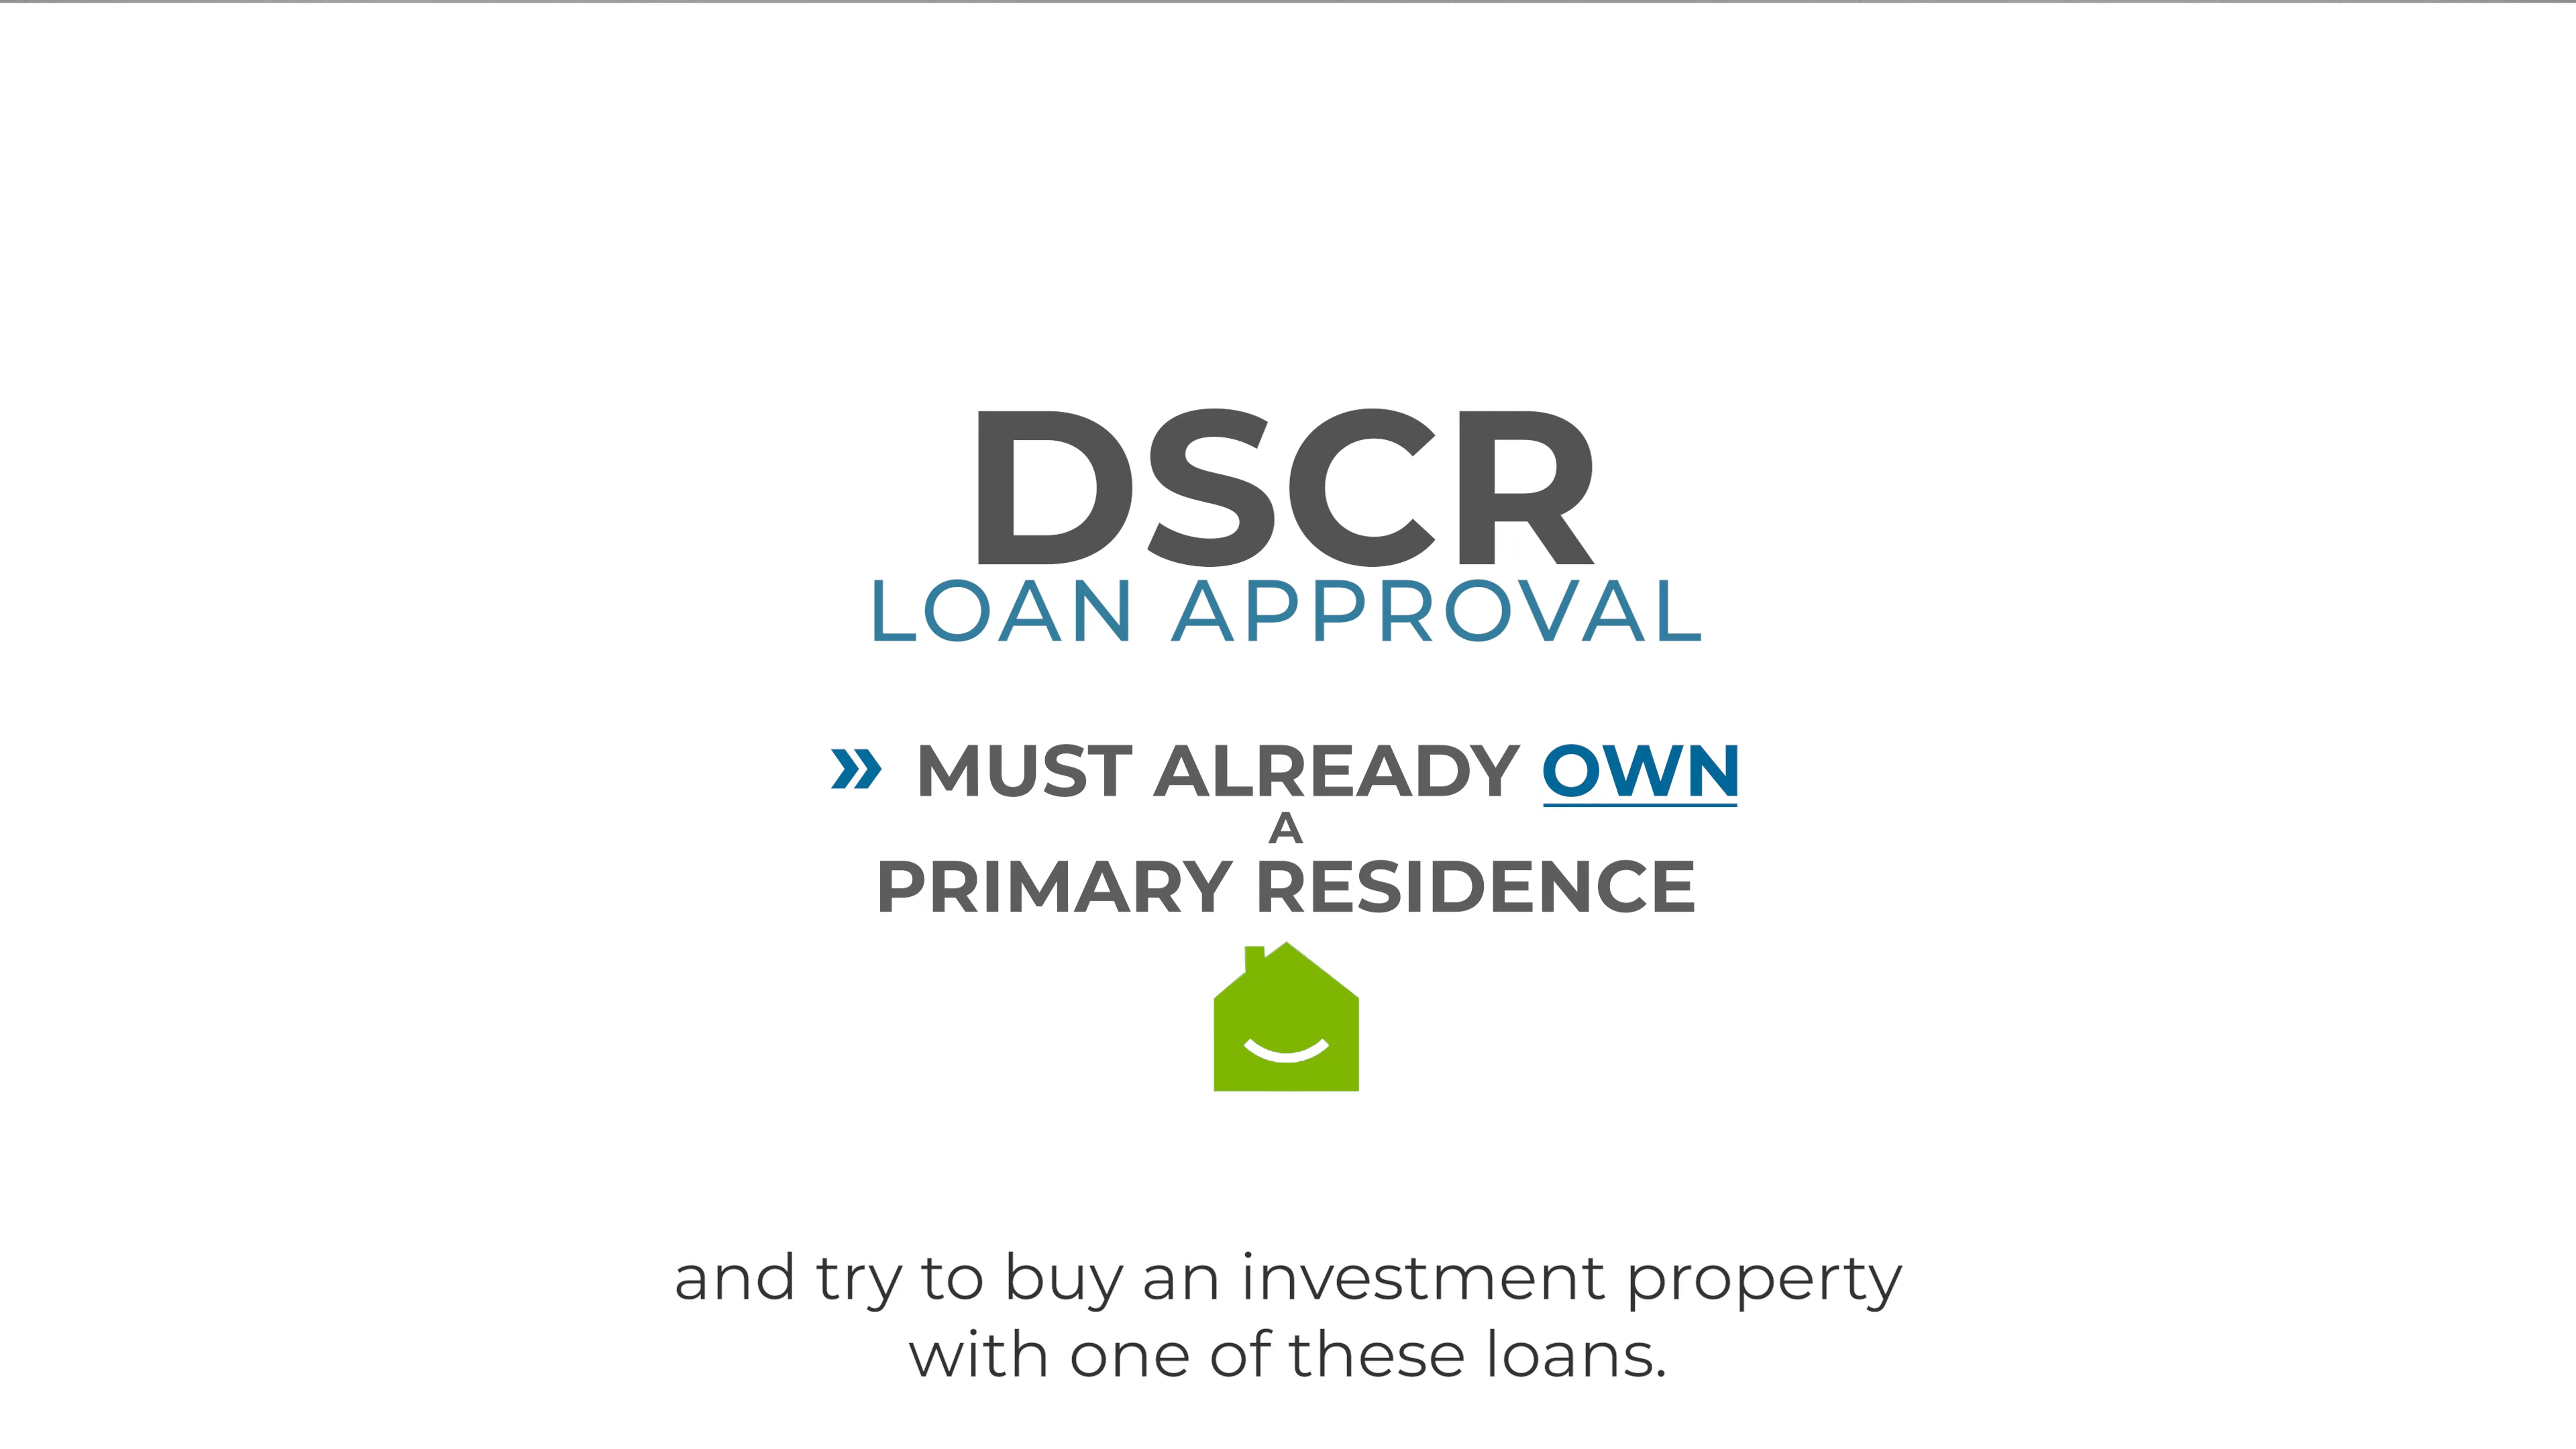 DSCR
LOAN APPROVAL
» MUST ALREADY OWN
A
PRIMARY RESIDENCE
and try to buy an investment property
with one of these loans.